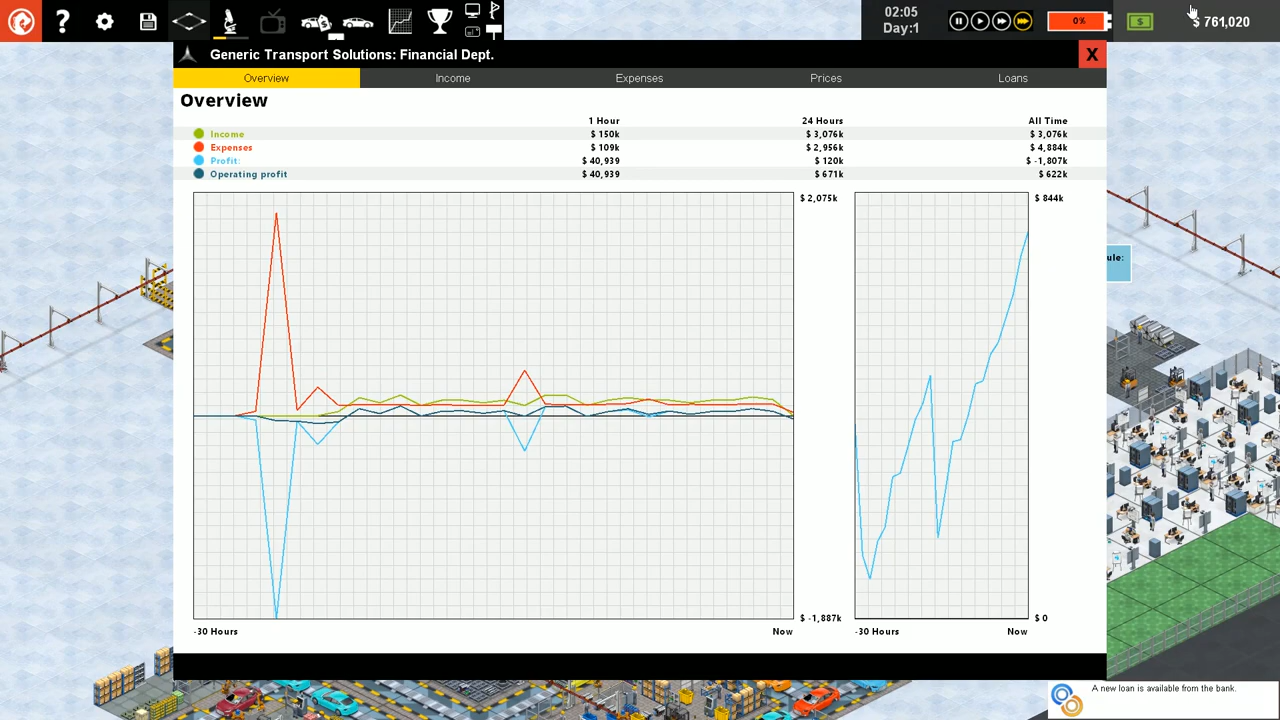 02:05
Day:1
0%
$ 761,020
Generic Transport Solutions: Financial Dept.
X
Overview Income Expenses Prices Loans
Overview
1 Hour 24 Hours All Time
Income $ 150k $ 3,076k $ 3,076k
Expenses $ 109k $ 2,956k $ 4,884k
Profit: $ 40,939 $ 120k $ -1,807k
Operating profit $ 40,939 $ 671k $ 622k
$ 2,075k $ 844k
ule:
$ -1,887k $ 0
-30 Hours Now -30 Hours Now
A new loan is available from the bank.